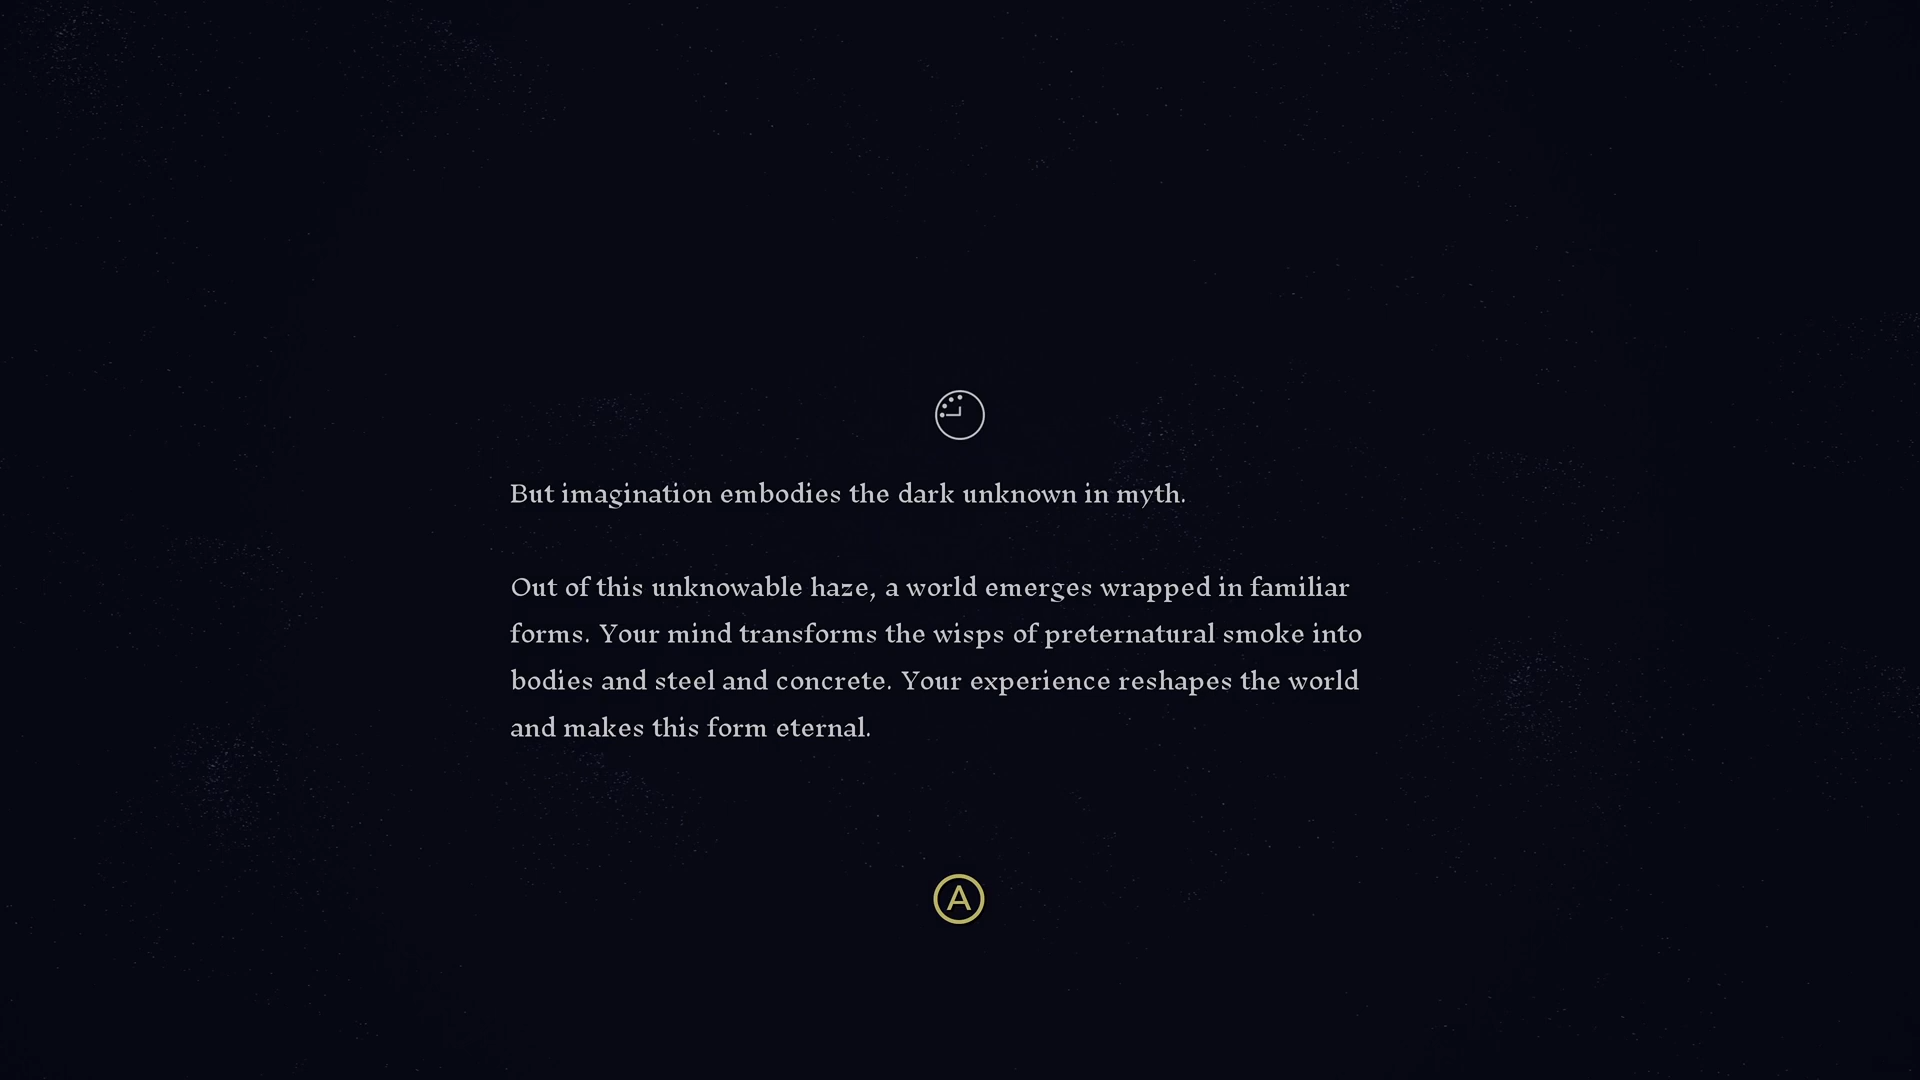 But imagination embodies the dark unknown in myth.
Out of this unknowable haze, a world emerges wrapped in familiar
forms. Your mind transforms the wisps of preternatural smoke into
bodies and steel and concrete. Your experience reshapes the world
and makes this form eternal.
A